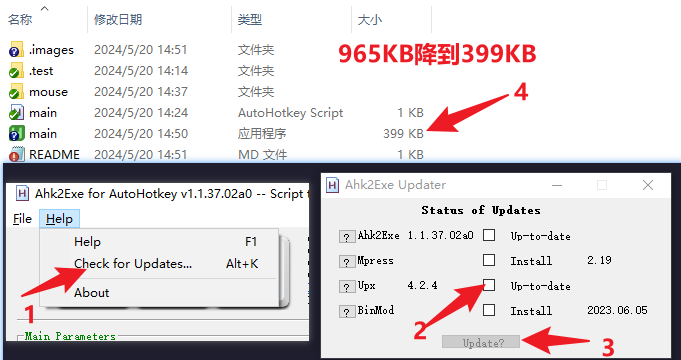 名称 修改日期 类型 大小
.images 2024/5/20 14:51 文件夹
.test 2024/5/20 14:14 文件夹
mouse 2024/5/20 14:37 文件夹
main 2024/5/24 14:24 AutoHotkey Script 1 KB
main 2024/5/20 14:50 应用程序 399 KB
README 2024/5/20 14:51 MD 文件 1 KB
965KB降到399KB
4
H Ahk2Exe for AutoHotkey v1.1.37.02a0 -- Script
File Help
Help F1
Check for Updates... Alt+K
About
1
Main Parameters
H Ahk2Exe Updater
Status of Updates
? Ahk2Exe 1.1.37.02a0 Up-to-date
? Mpress Install 2.19
? Upx 4.2.4 Up-to-date
? BinMod Install 2023.06.05
2
Update?
3